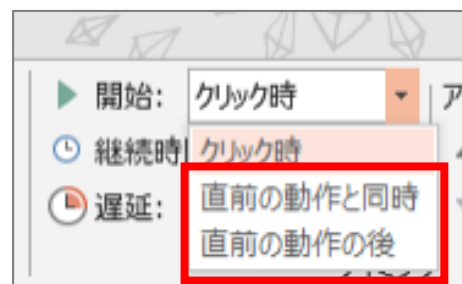 開始: クリック時 ア
継続時 クリック時
遅延: 直前の動作と同時
直前の動作の後